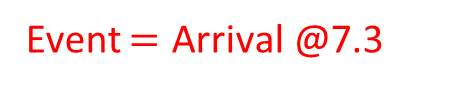 Event = Arrival @7.3